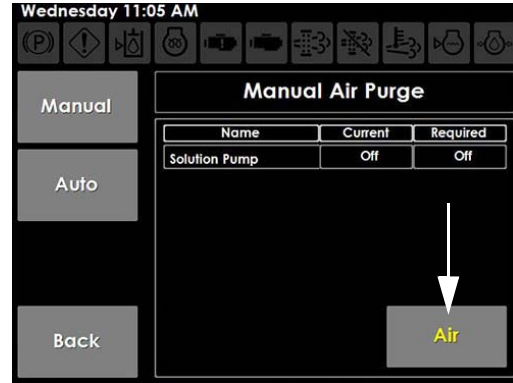 Wednesday 11:05 AM
(P)
Manual
Manual Air Purge
Name Current Required
Solution Pump Off Off
Auto
Back
Air